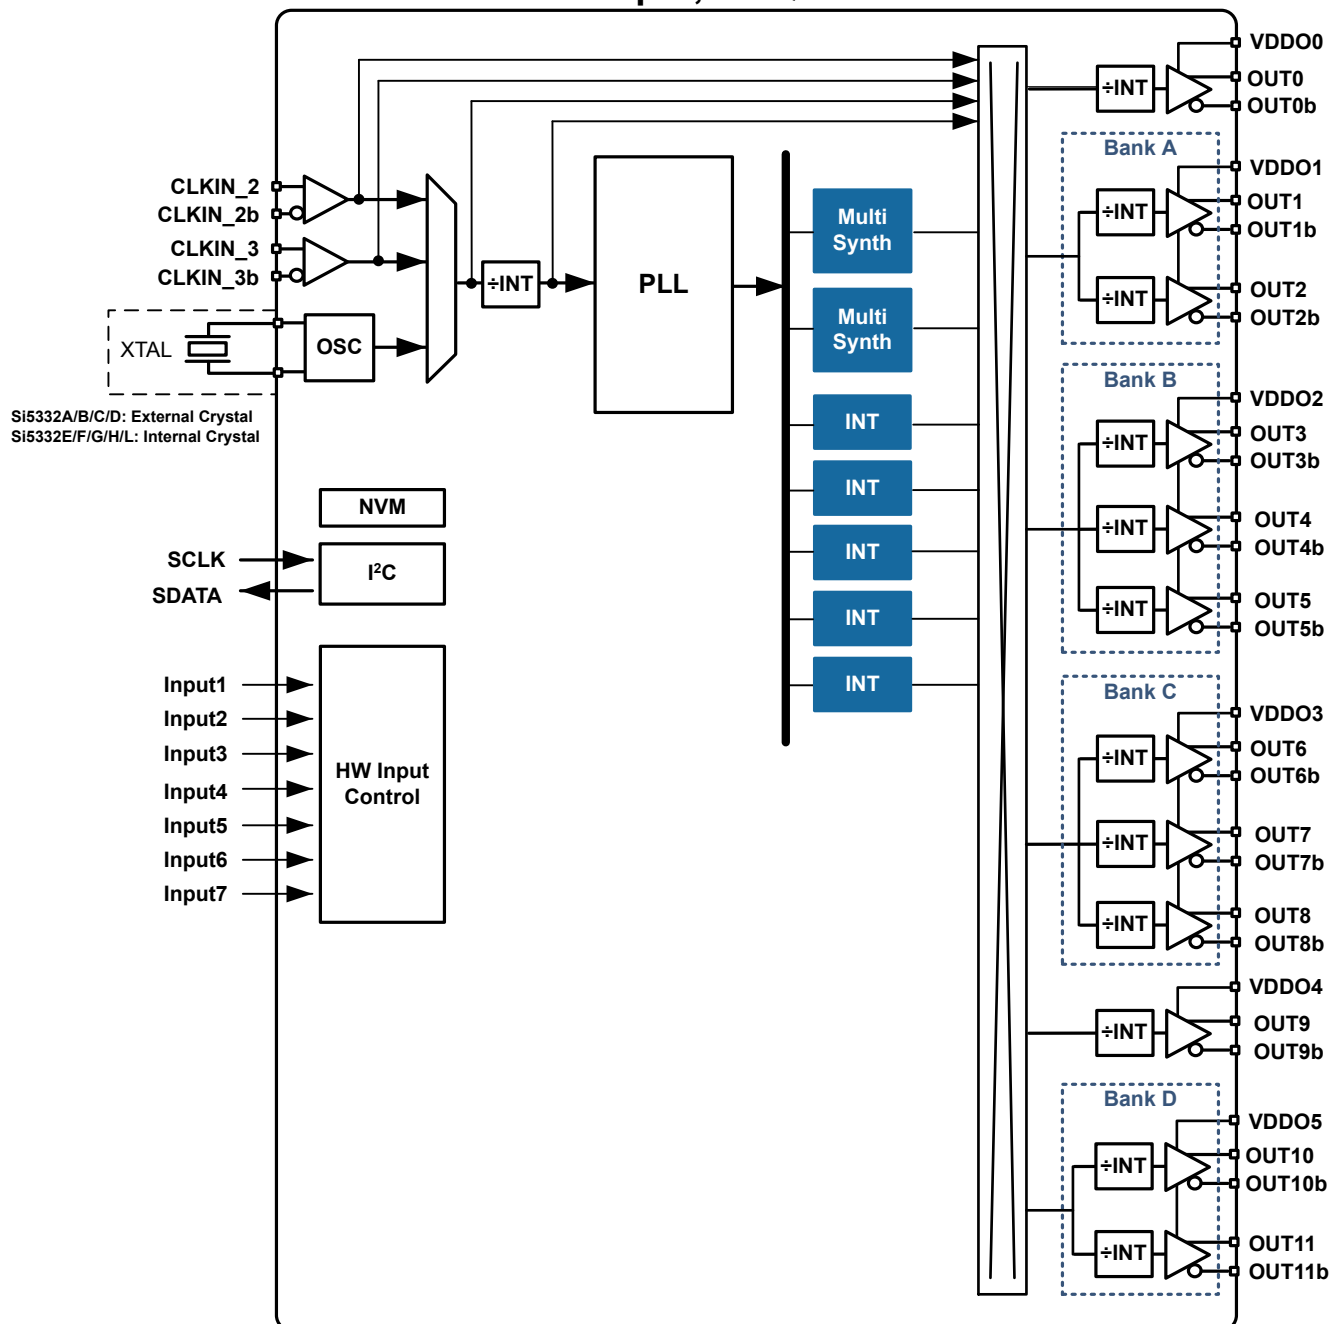 VDDO0
OUT0
÷INT
OUT0b
Bank A
VDDO1
CLKIN_2
CLKIN_2b
CLKIN_3
CLKIN_3b
Multi
Synth
÷INT
OUT1
OUT1b
÷INT
PLL
÷INT
OUT2
OUT2b
XTAL
OSC
Multi
Synth
Si5332A/B/C/D: External Crystal
Si5332E/F/G/H/L: Internal Crystal
Bank B
VDDO2
INT
÷INT
OUT3
OUT3b
NVM
INT
÷INT
OUT4
OUT4b
SCLK
SDATA
I²C
INT
÷INT
OUT5
OUT5b
INT
INT
Input1
Input2
Input3
Input4
Input5
Input6
Input7
HW Input
Control
Bank C
VDDO3
÷INT
OUT6
OUT6b
÷INT
OUT7
OUT7b
÷INT
OUT8
OUT8b
VDDO4
÷INT
OUT9
OUT9b
Bank D
VDDO5
÷INT
OUT10
OUT10b
÷INT
OUT11
OUT11b